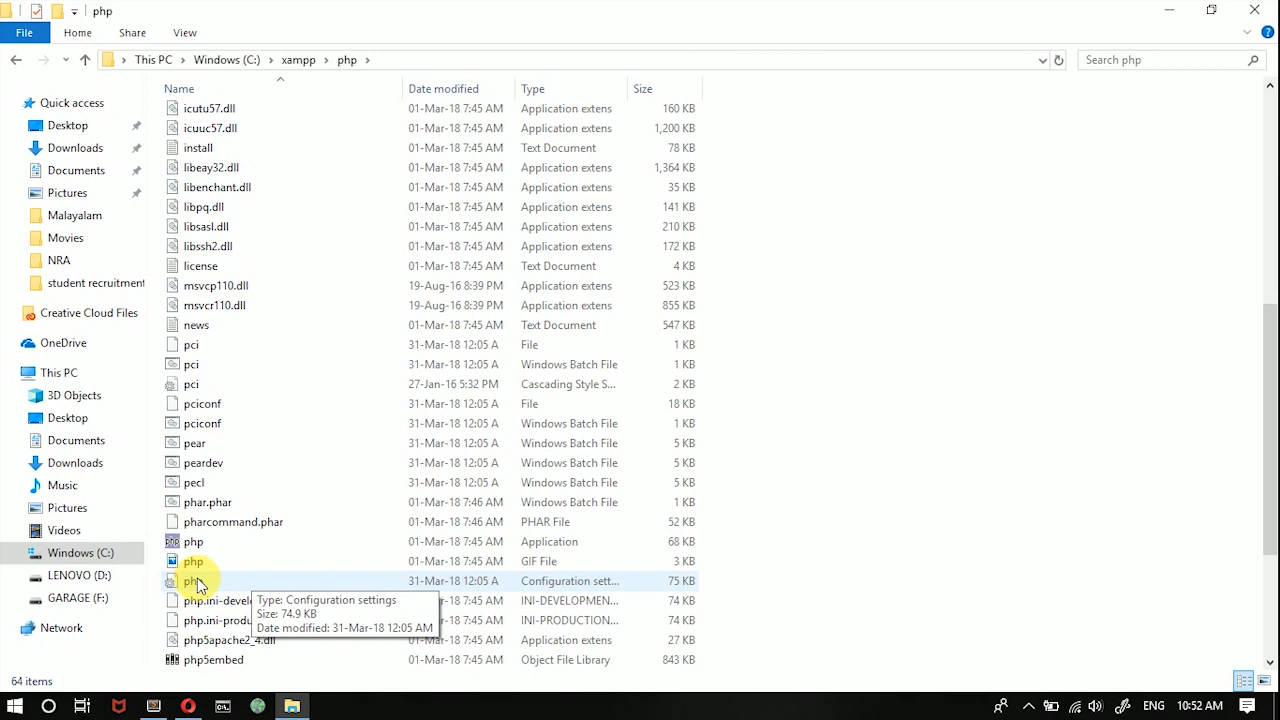 php
File Home Share View
This PC Windows (C:) xampp php Search php
Name Date modified Type Size
Quick access
Desktop
Downloads
Documents
Pictures
Malayalam
Movies
NRA
student recruitment
Creative Cloud Files
OneDrive
This PC
3D Objects
Desktop
Documents
Downloads
Music
Pictures
Videos
Windows (C:)
LENOVO (D:)
GARAGE (F:)
Network
icutu57.dll 01-Mar-18 7:45 AM Application extens 160 KB
icuuc57.dll 01-Mar-18 7:45 AM Application extens 1,200 KB
install 01-Mar-18 7:45 AM Text Document 78 KB
libeay32.dll 01-Mar-18 7:45 AM Application extens 1,364 KB
libenchant.dll 01-Mar-18 7:45 AM Application extens 35 KB
libpq.dll 01-Mar-18 7:45 AM Application extens 141 KB
libsasl.dll 01-Mar-18 7:45 AM Application extens 210 KB
libssh2.dll 01-Mar-18 7:45 AM Application extens 172 KB
license 01-Mar-18 7:45 AM Text Document 4 KB
msvcp110.dll 19-Aug-16 8:39 PM Application extens 523 KB
msvcr110.dll 19-Aug-16 8:39 PM Application extens 855 KB
news 01-Mar-18 7:45 AM Text Document 547 KB
pci 31-Mar-18 12:05 A File 1 KB
pci 31-Mar-18 12:05 A Windows Batch File 1 KB
pci 27-Jan-16 5:32 PM Cascading Style S... 2 KB
pciconf 31-Mar-18 12:05 A File 18 KB
pciconf 31-Mar-18 12:05 A Windows Batch File 1 KB
pear 31-Mar-18 12:05 A Windows Batch File 5 KB
peardev 31-Mar-18 12:05 A Windows Batch File 5 KB
pecl 31-Mar-18 12:05 A Windows Batch File 5 KB
phar.phar 01-Mar-18 7:46 AM Windows Batch File 1 KB
pharcommand.phar 01-Mar-18 7:46 AM PHAR File 52 KB
php 01-Mar-18 7:45 AM Application 68 KB
php 01-Mar-18 7:45 AM GIF File 3 KB
php 31-Mar-18 12:05 A Configuration sett... 75 KB
php.ini-devel INI-DEVELOPMEN... 74 KB
php.ini-produ INI-PRODUCTION... 74 KB
php5apache2_4.dll 01-Mar-18 7:45 AM Application extens 27 KB
php5embed 01-Mar-18 7:45 AM Object File Library 843 KB
Type: Configuration settings
Size: 74.9 KB
Date modified: 31-Mar-18 12:05 AM
64 items
ENG 10:52 AM